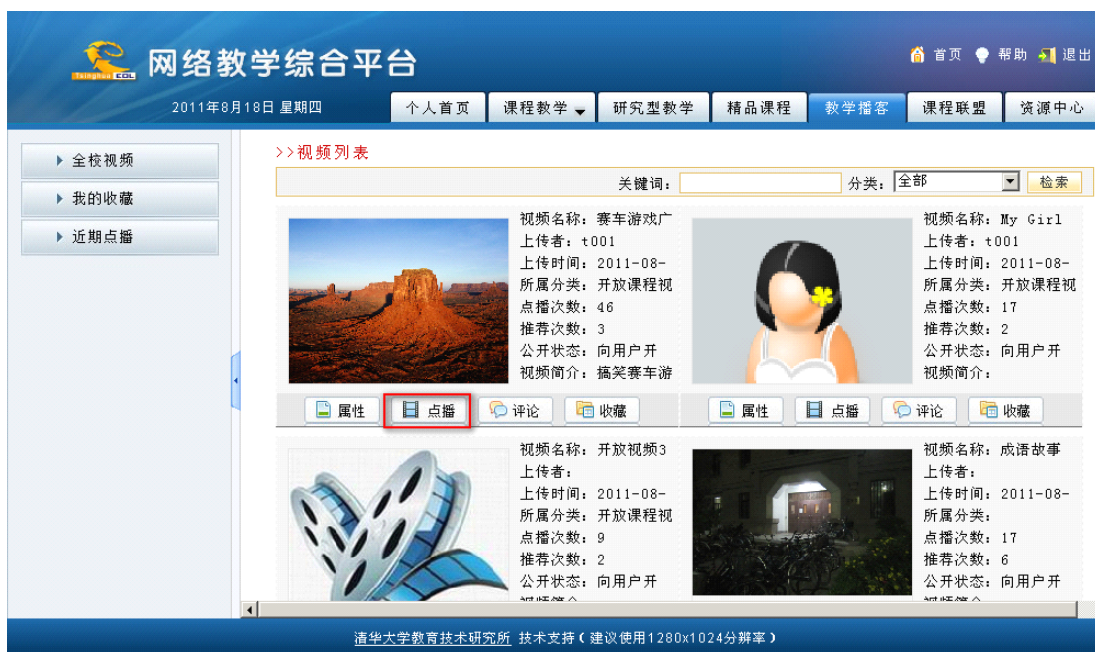 网络教学综合平台
Tsinghua EOL
首页 帮助 退出
2011年8月18日 星期四
个人首页 课程教学 研究型教学 精品课程 教学播客 课程联盟 资源中心
全校视频
我的收藏
近期点播
>>视频列表
关键词: 分类: 全部 检索
视频名称: 赛车游戏广
上传者: t001
上传时间: 2011-08-
所属分类: 开放课程视
点播次数: 46
推荐次数: 3
公开状态: 向用户开
视频简介: 搞笑赛车游
属性 点播 评论 收藏
视频名称: My Girl
上传者: t001
上传时间: 2011-08-
所属分类: 开放课程视
点播次数: 17
推荐次数: 2
公开状态: 向用户开
视频简介:
属性 点播 评论 收藏
视频名称: 开放视频3
上传者:
上传时间: 2011-08-
所属分类: 开放课程视
点播次数: 9
推荐次数: 2
公开状态: 向用户开
视频名称: 成语故事
上传者:
上传时间: 2011-08-
所属分类:
点播次数: 17
推荐次数: 6
公开状态: 向用户开
清华大学教育技术研究所 技术支持(建议使用1280x1024分辨率)